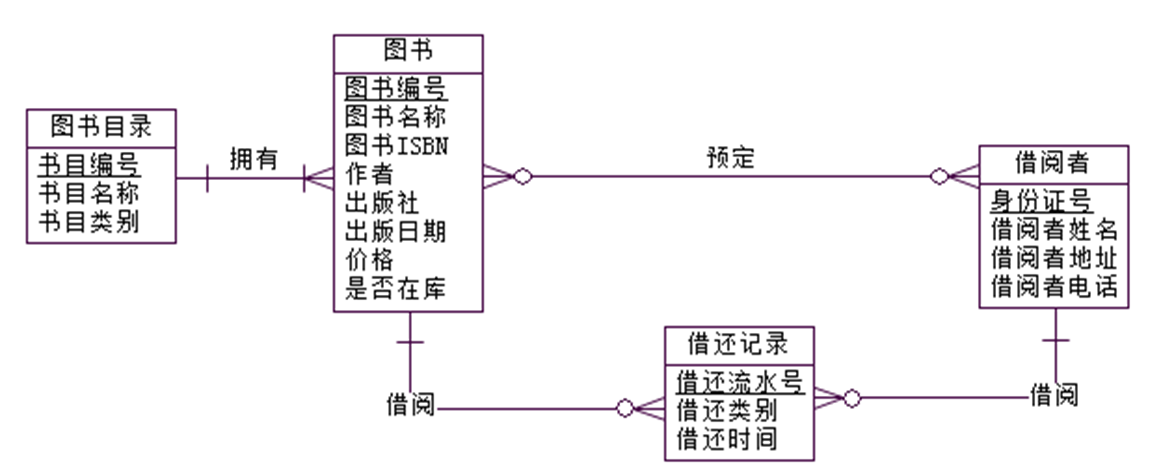 图书目录
书目编号
书目名称
书目类别
拥有
图书
图书编号
图书名称
图书ISBN
作者
出版社
出版日期
价格
是否在库
预定
借阅者
身份证号
借阅者姓名
借阅者地址
借阅者电话
借阅
借还记录
借还流水号
借还类别
借还时间
借阅